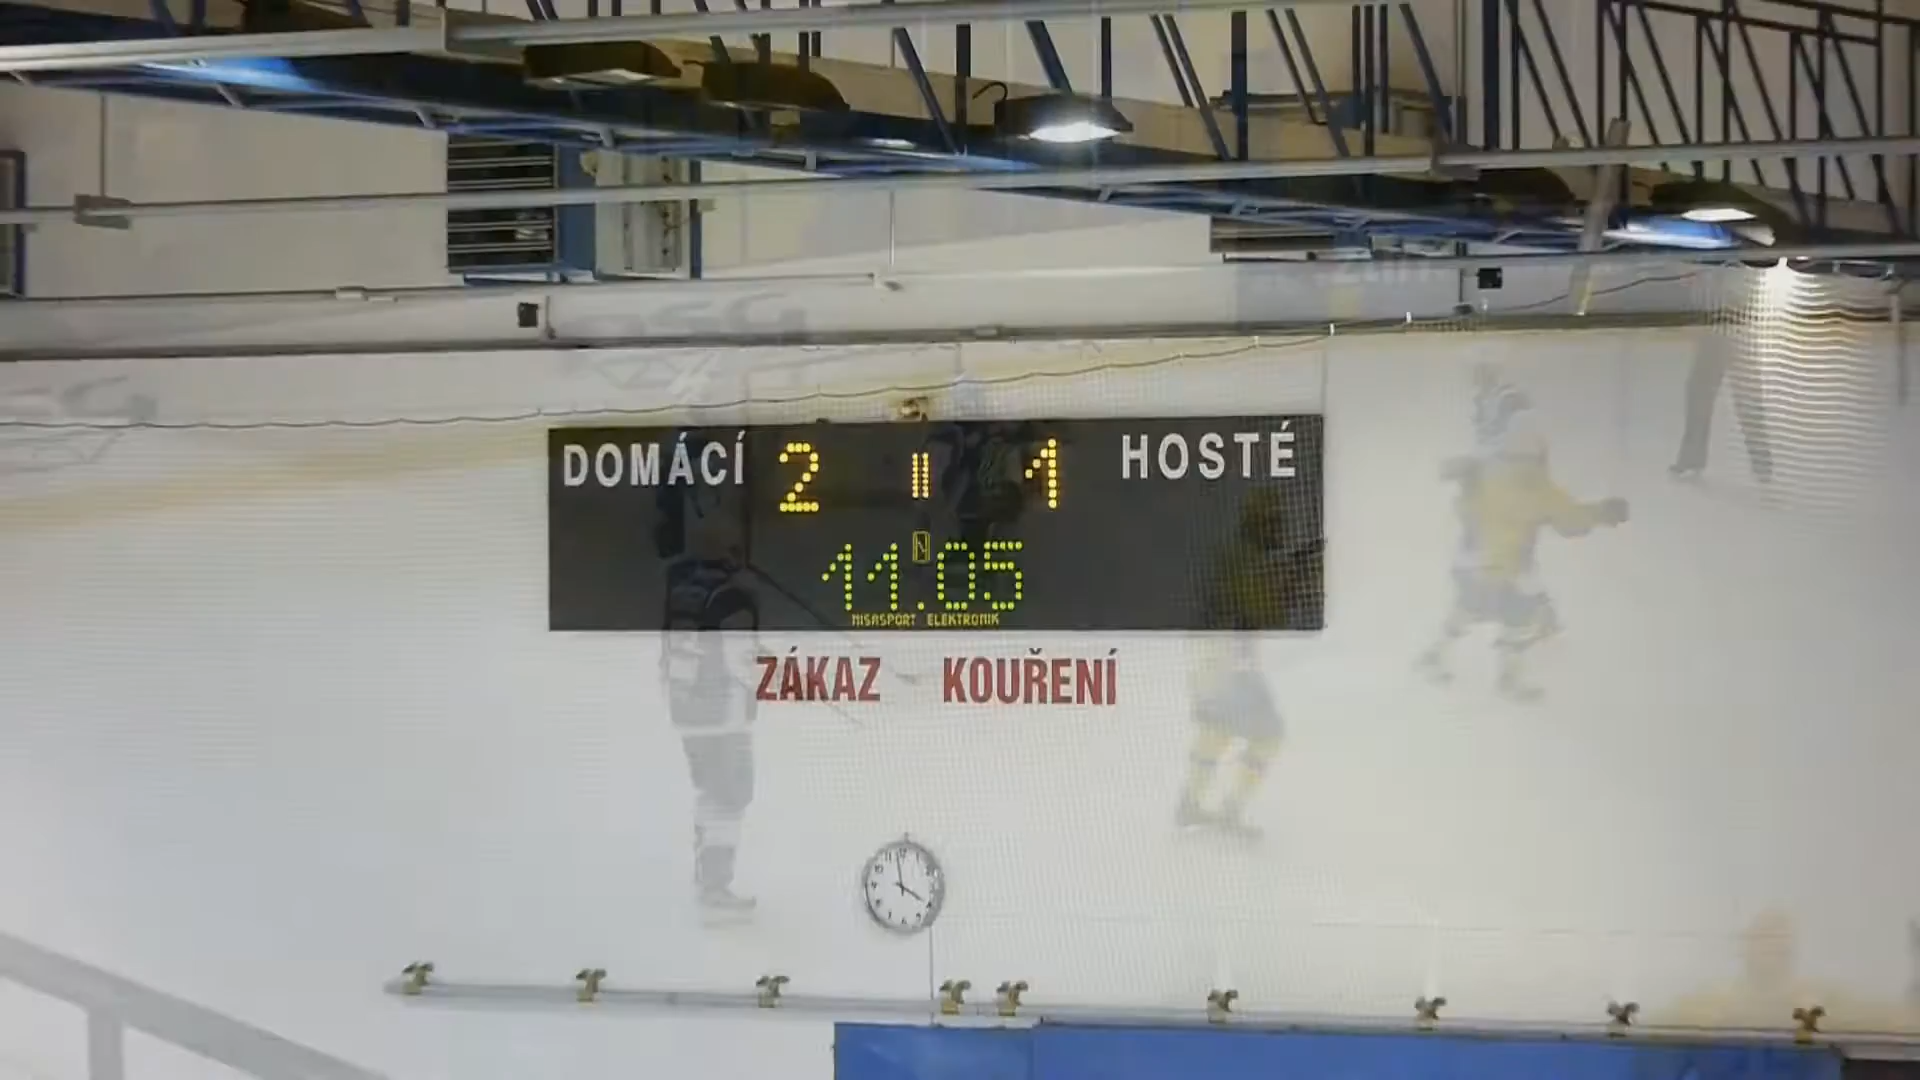 DOMÁCÍ 2 II 1 HOSTÉ
11.05
NISASPORT ELEKTRONIK
ZÁKAZ KOUŘENÍ